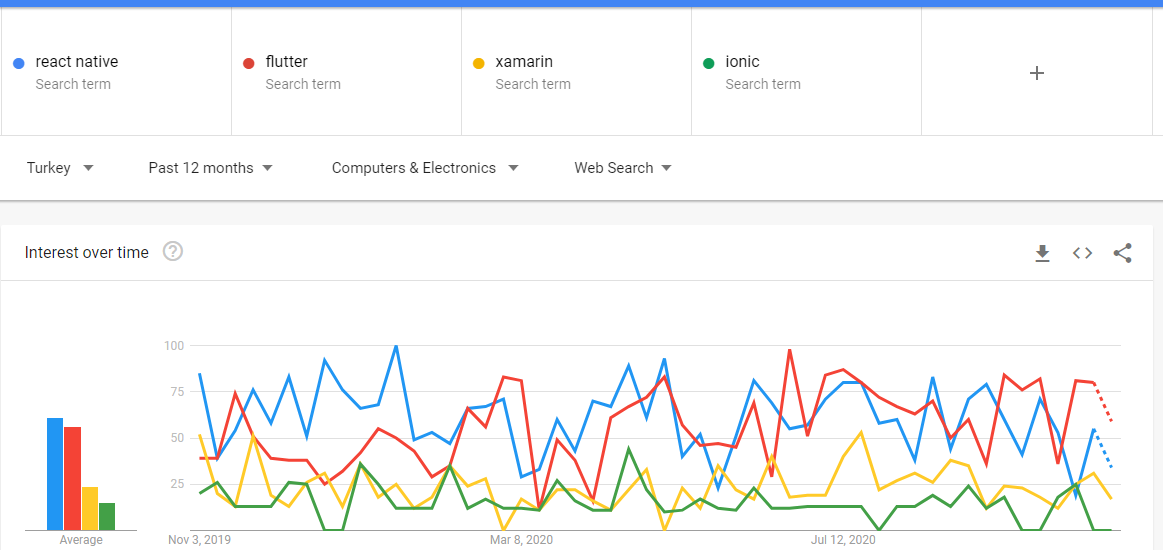 react native
Search term
flutter
Search term
xamarin
Search term
ionic
Search term
+
Turkey
Past 12 months
Computers & Electronics
Web Search
Interest over time
?
100
75
50
25
Average
Nov 3, 2019
Mar 8, 2020
Jul 12, 2020